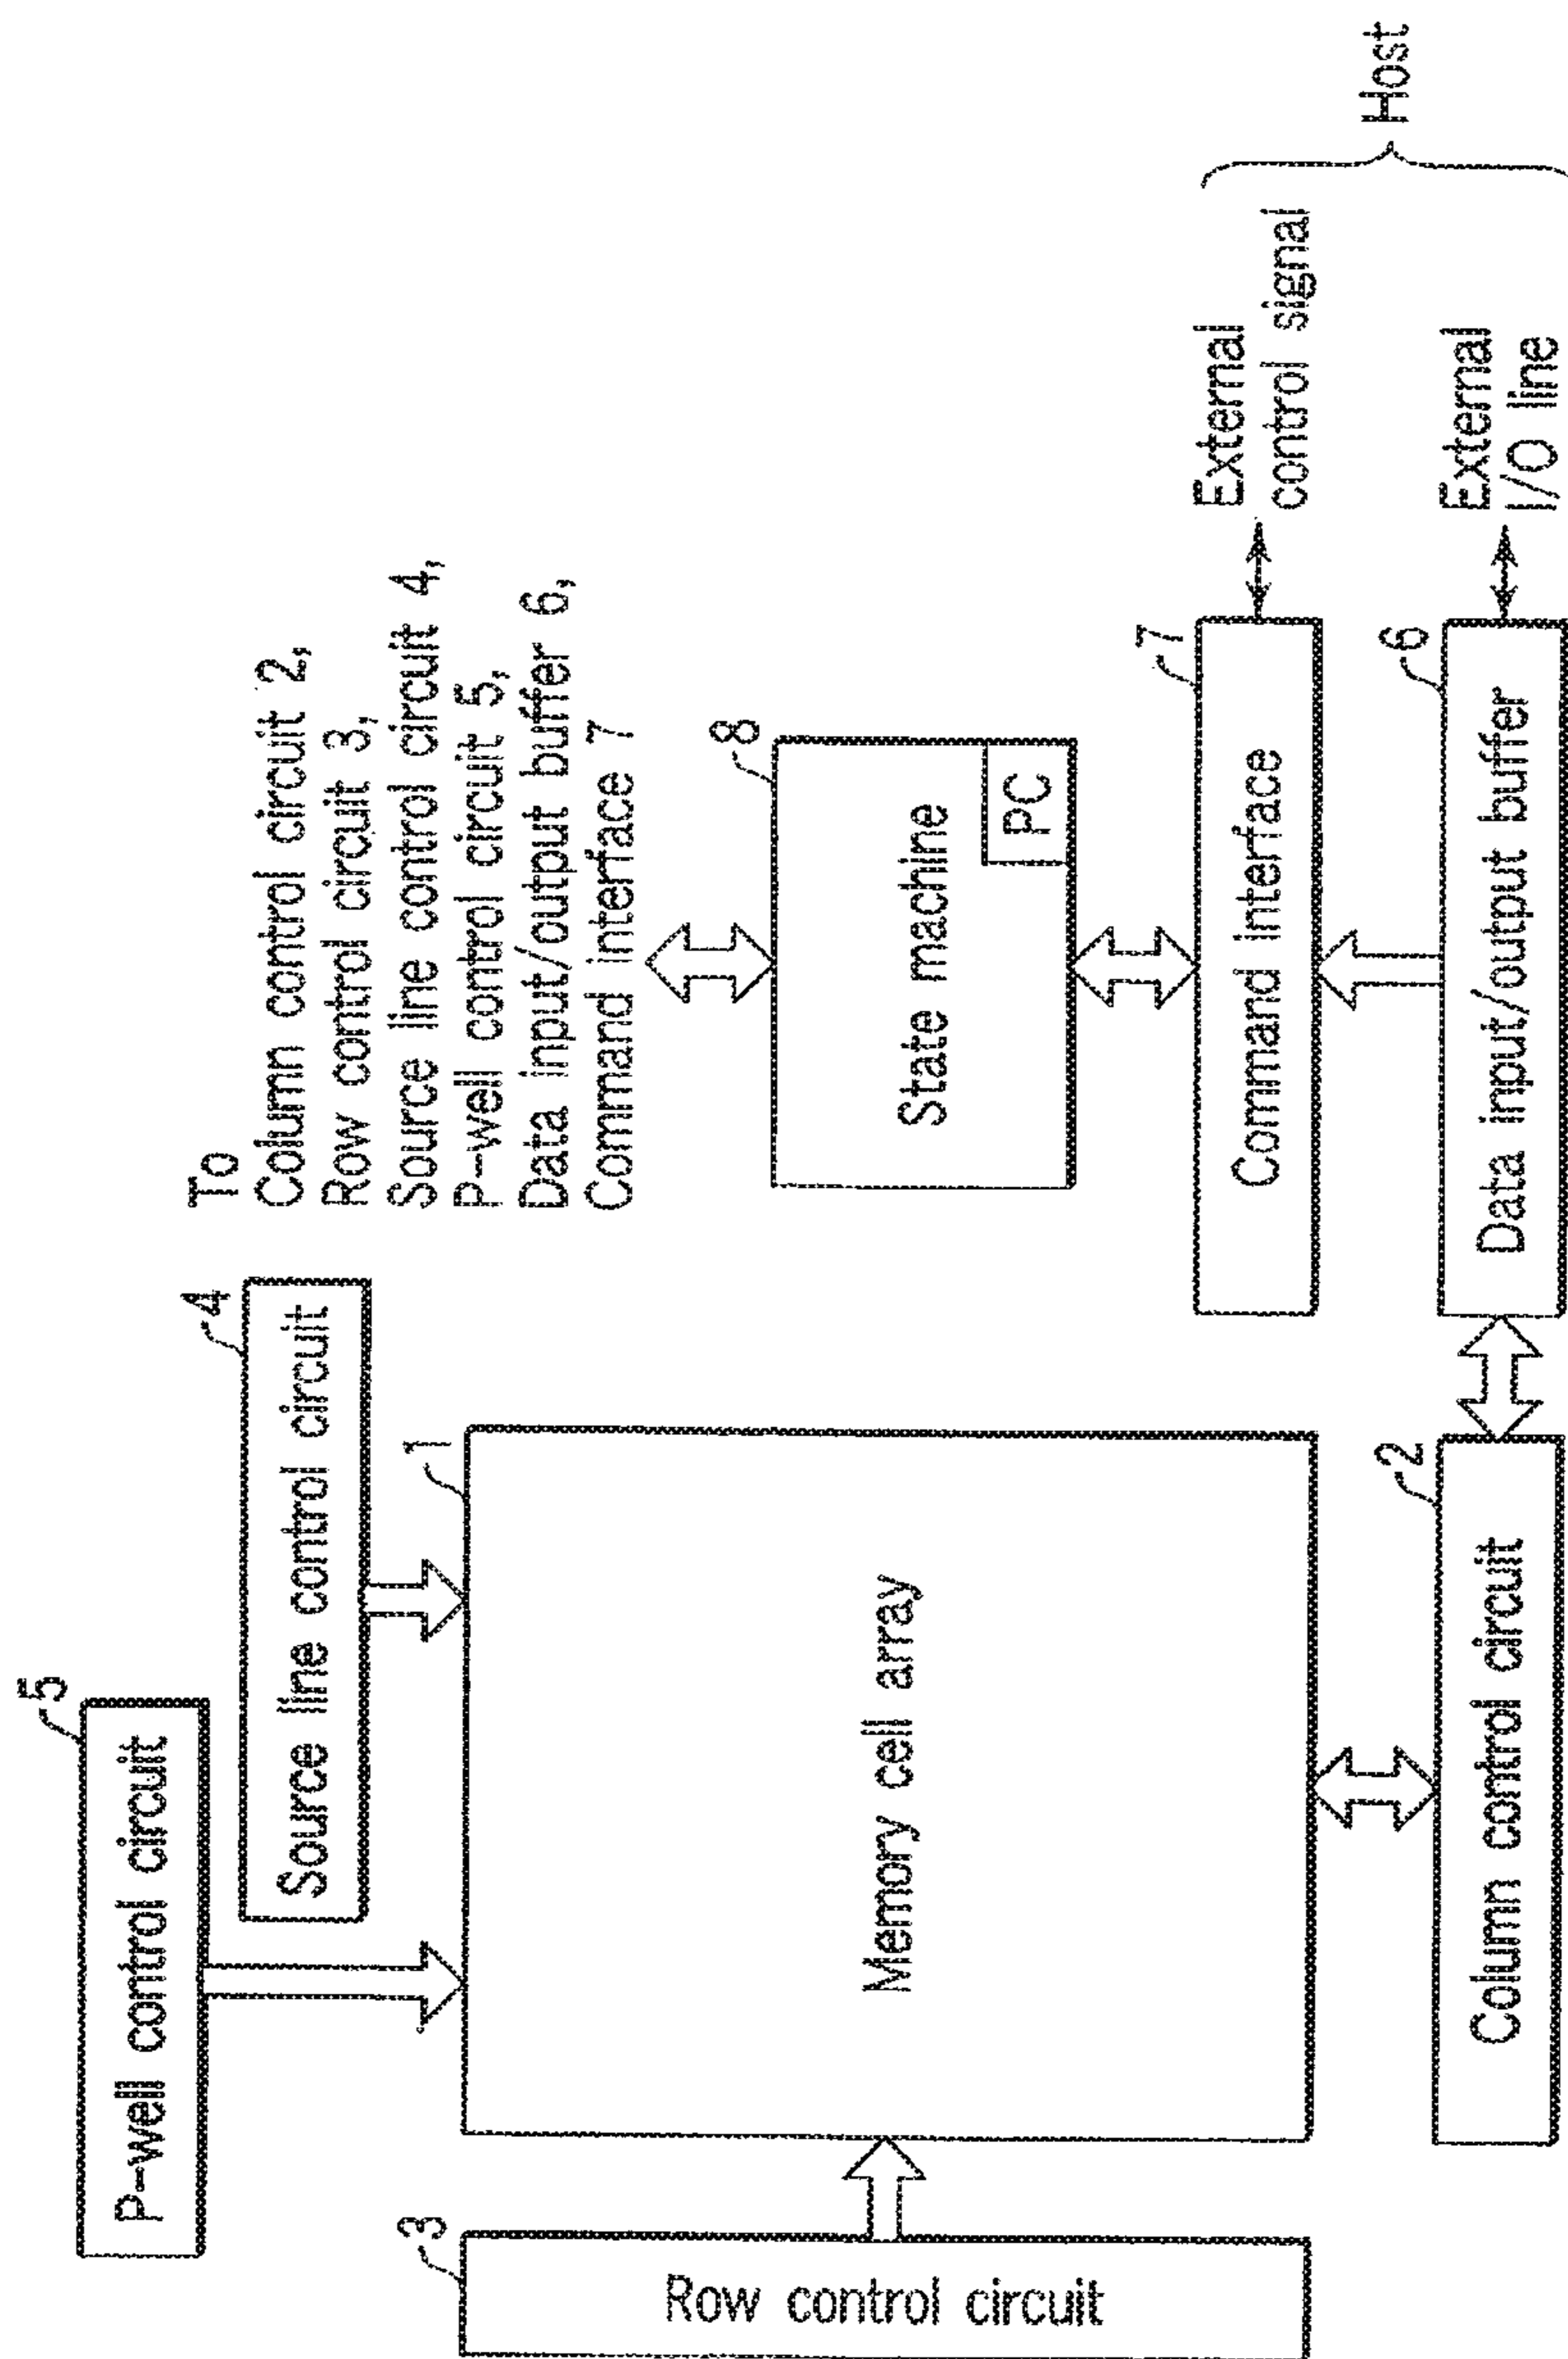 5
P-well control circuit
4
Source line control circuit
To
Column control circuit 2,
Row control circuit 3,
Source line control circuit 4,
P-well control circuit 5,
Data input/output buffer 6,
Command interface 7
3
Row control circuit
1
Memory cell array
8
State machine
PC
7
Command interface
External
control signal
Host
2
Column control circuit
6
Data input/output buffer
External
I/O line